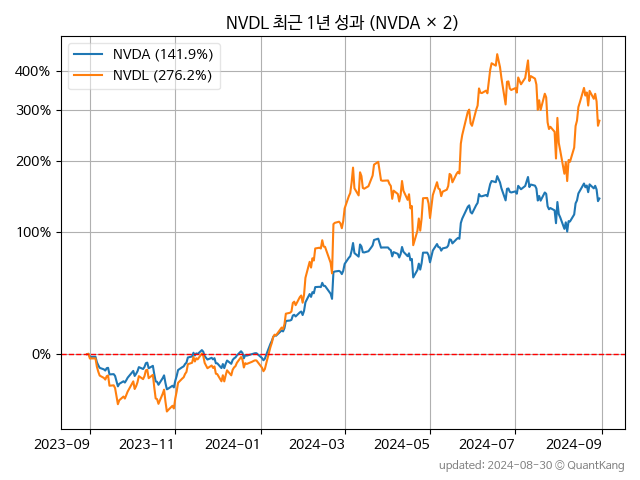 NVDL 최근 1년 성과 (NVDA × 2)
NVDA (141.9%)
NVDL (276.2%)
400%
300%
200%
100%
0%
2023-09 2023-11 2024-01 2024-03 2024-05 2024-07 2024-09
updated: 2024-08-30 © QuantKang